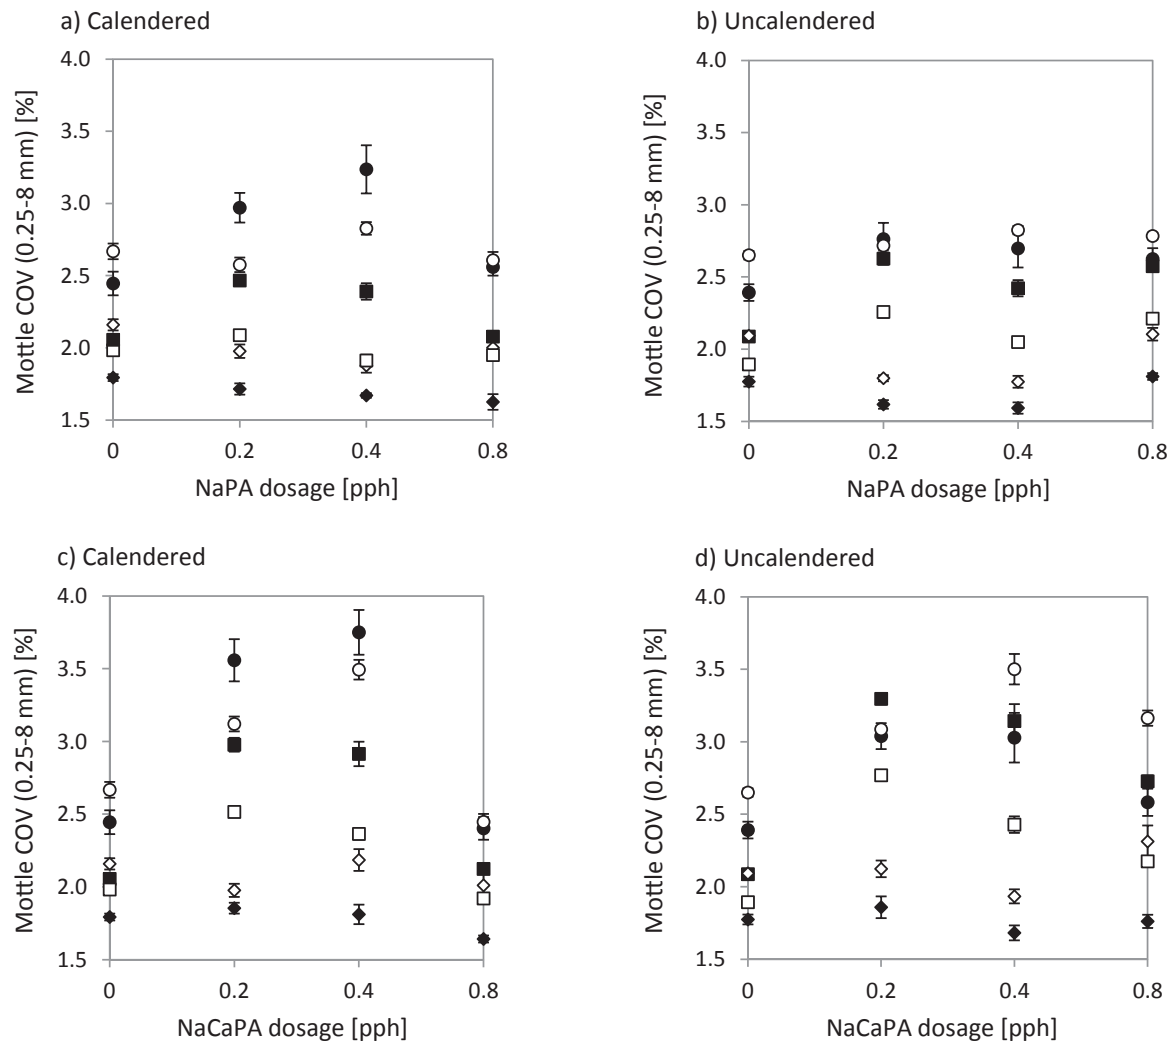 a) Calendered
4.0
3.5
3.0
2.5
2.0
1.5
Mottle COV (0.25-8 mm) [%]
0 0.2 0.4 0.8
NaPA dosage [pph]
b) Uncalendered
4.0
3.5
3.0
2.5
2.0
1.5
Mottle COV (0.25-8 mm) [%]
0 0.2 0.4 0.8
NaPA dosage [pph]
c) Calendered
4.0
3.5
3.0
2.5
2.0
1.5
Mottle COV (0.25-8 mm) [%]
0 0.2 0.4 0.8
NaCaPA dosage [pph]
d) Uncalendered
4.0
3.5
3.0
2.5
2.0
1.5
Mottle COV (0.25-8 mm) [%]
0 0.2 0.4 0.8
NaCaPA dosage [pph]